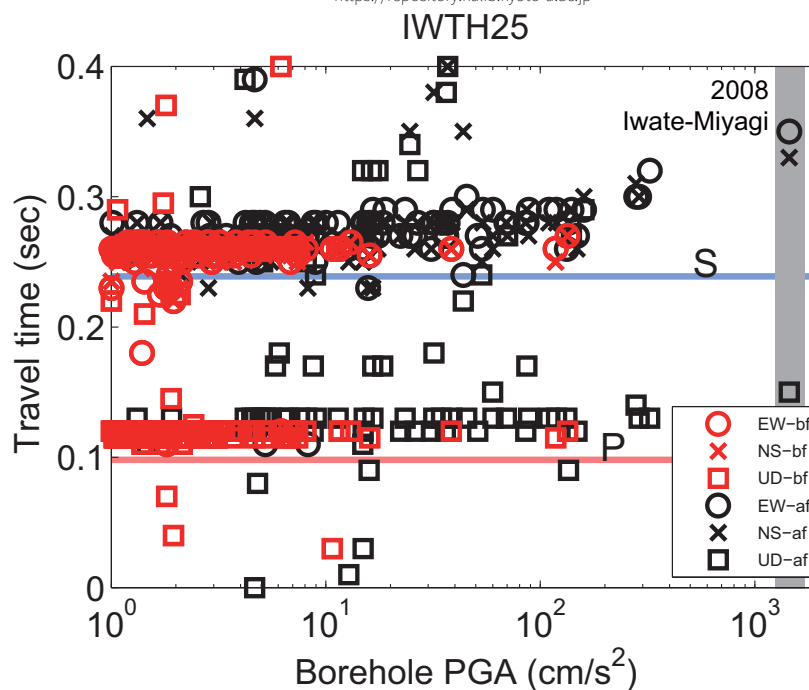 IWTH25
0.4
0.3
0.2
0.1
0
Travel time (sec)
2008
Iwate-Miyagi
S
P
EW-bf
NS-bf
UD-bf
EW-af
NS-af
UD-af
10^0
10^1
10^2
10^3
Borehole PGA (cm/s^2)